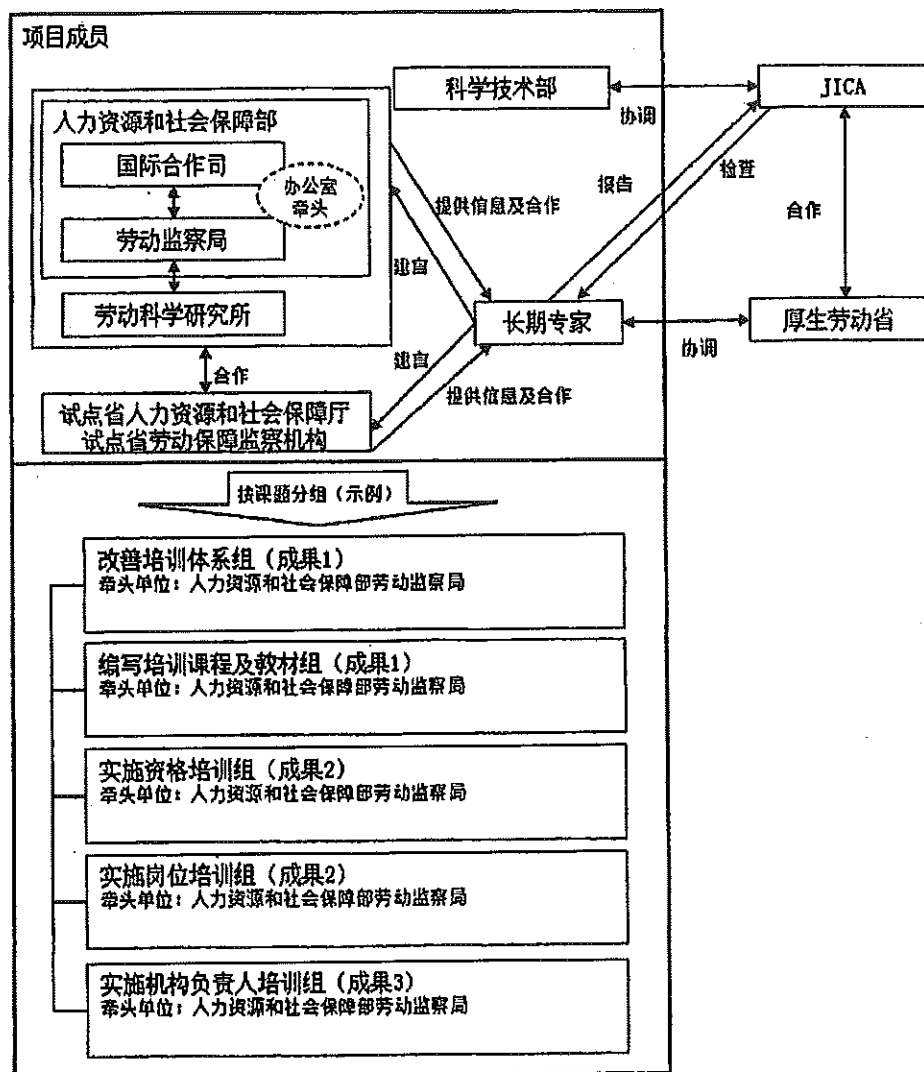 项目成员
科学技术部
JICA
协调
人力资源和社会保障部
国际合作司
办公室
牵头
劳动监察局
劳动科学研究所
提供信息及合作
建言
报告
检查
合作
长期专家
厚生劳动省
协调
合作
建言
提供信息及合作
试点省人力资源和社会保障厅
试点省劳动保障监察机构
按课题分组（示例）
改善培训体系组（成果1）
牵头单位：人力资源和社会保障部劳动监察局
编写培训课程及教材组（成果1）
牵头单位：人力资源和社会保障部劳动监察局
实施资格培训组（成果2）
牵头单位：人力资源和社会保障部劳动监察局
实施岗位培训组（成果2）
牵头单位：人力资源和社会保障部劳动监察局
实施机构负责人培训组（成果3）
牵头单位：人力资源和社会保障部劳动监察局